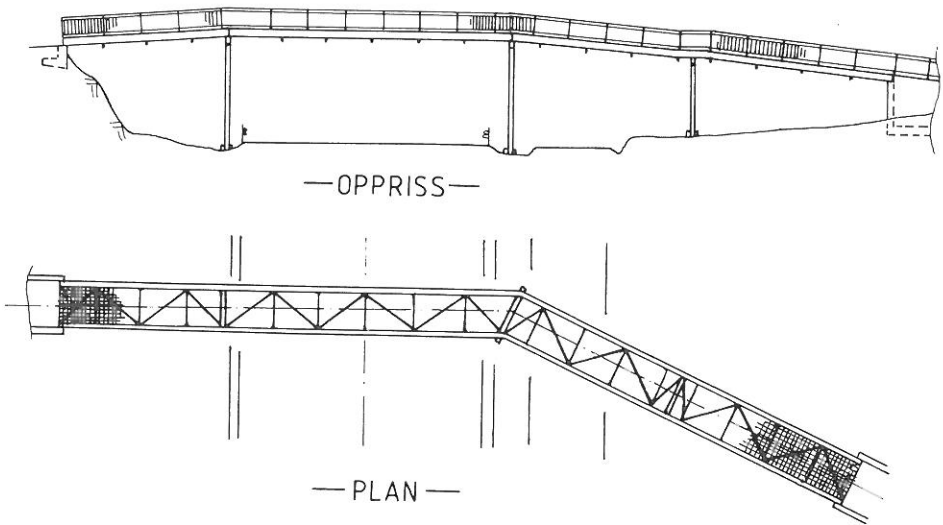 — OPPRISS —
— PLAN —